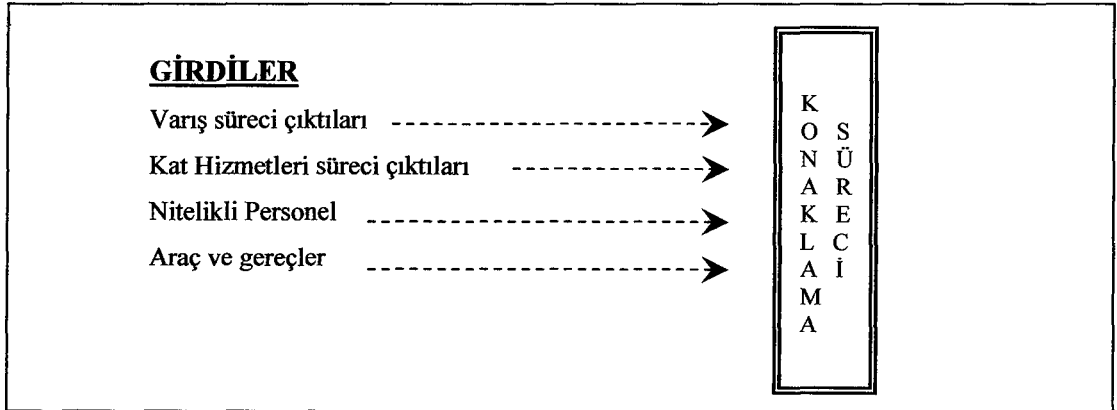 GİRDİLER
Varış süreci çıktıları
Kat Hizmetleri süreci çıktıları
Nitelikli Personel
Araç ve gereçler
KONAKLAMA
SÜRECİ